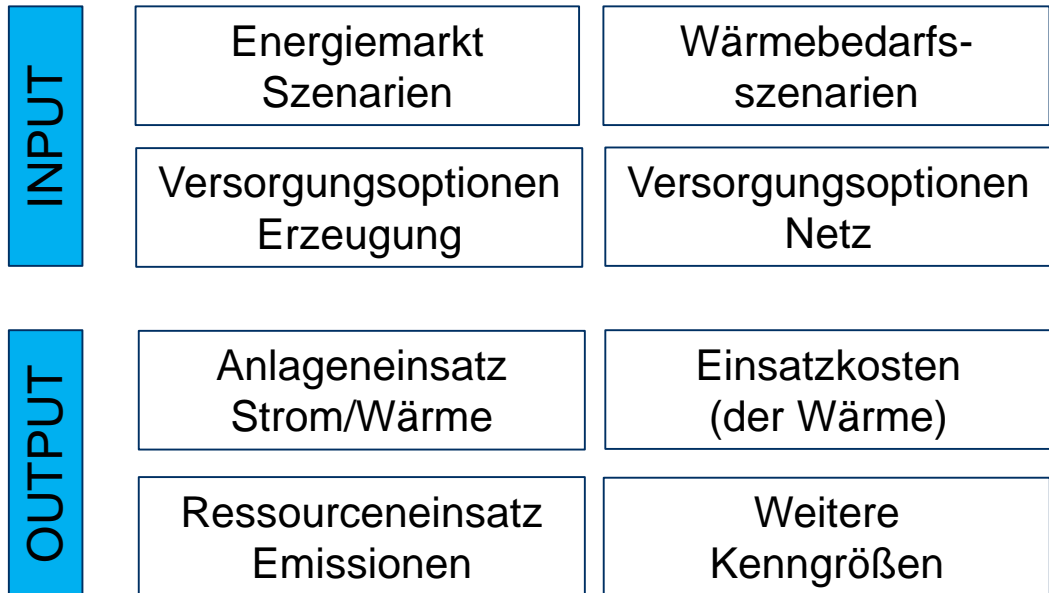 INPUT
Energiemarkt
Szenarien
Wärmebedarfs-
szenarien
Versorgungsoptionen
Erzeugung
Versorgungsoptionen
Netz
OUTPUT
Anlageneinsatz
Strom/Wärme
Einsatzkosten
(der Wärme)
Ressourceneinsatz
Emissionen
Weitere
Kenngrößen